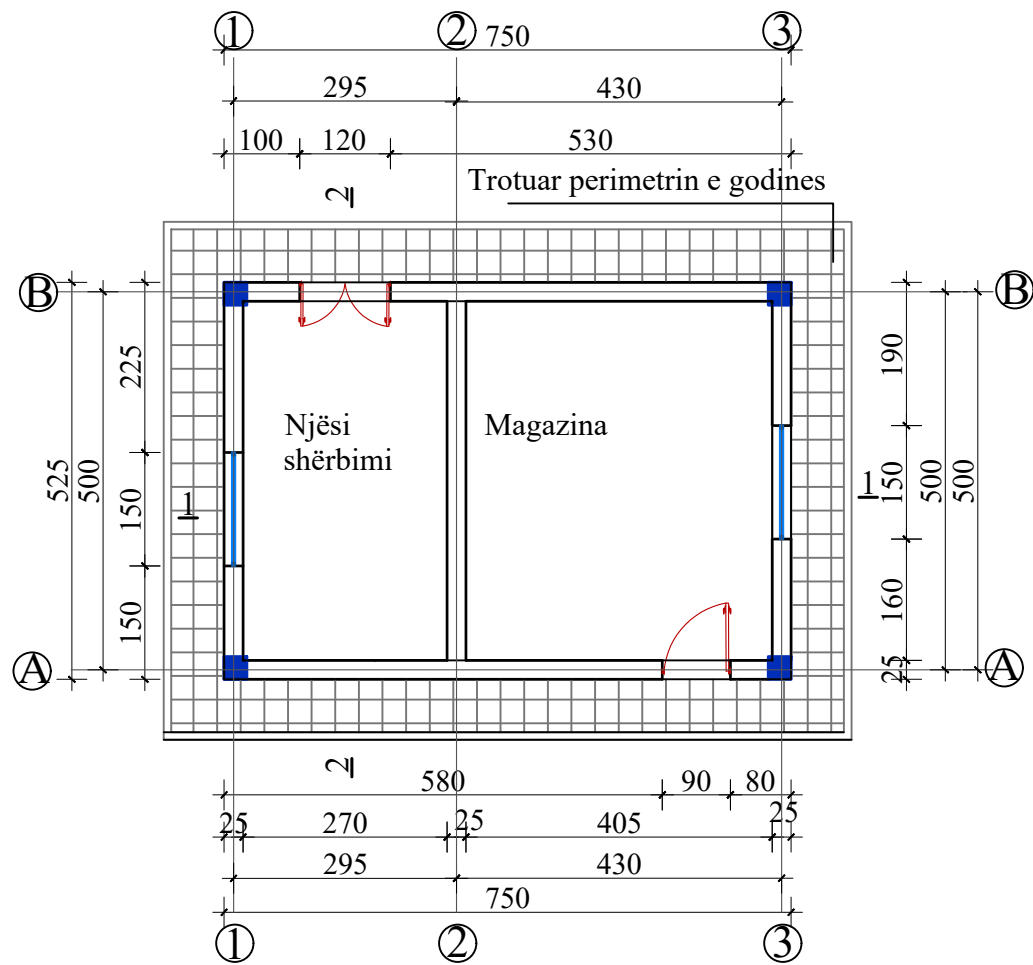 1 2 3
750
295 430
100 120 530
2
Trotuar perimetrin e godines
B B
225 190
Njësi Magazina
shërbimi
525 500 150 1 1 150 500 500
150 160
25
A A
2
580 90 80
25 270 25 405 25
295 430
750
1 2 3